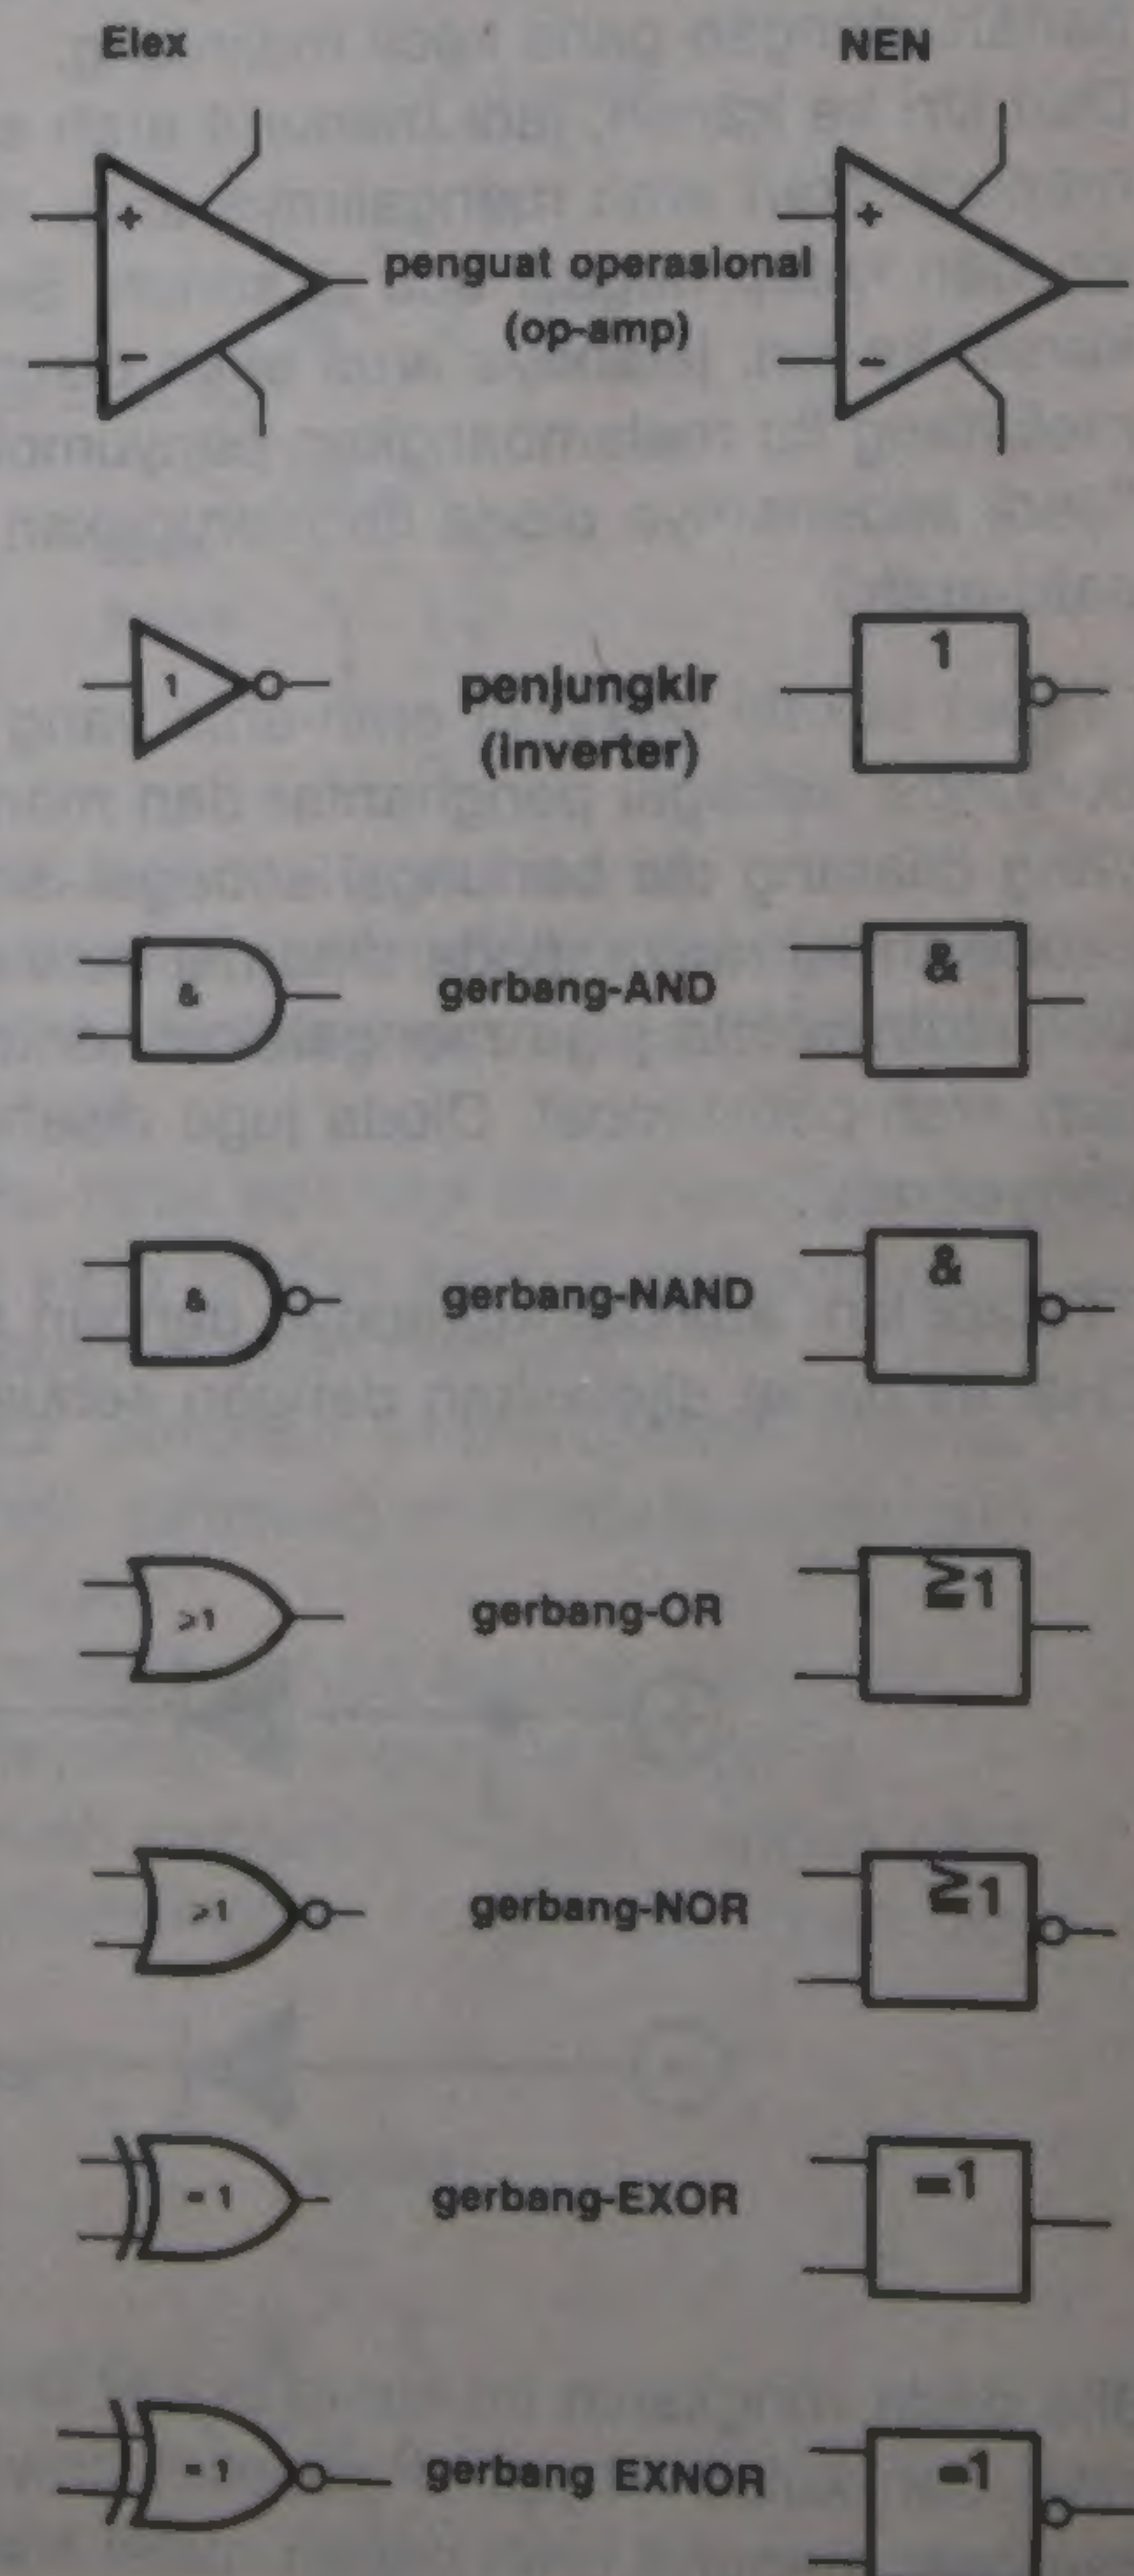 Elex NEN
+ +
penguat operasional
(op-amp)
− −
1 penjungkir 1
(inverter)
& gerbang-AND &
& gerbang-NAND &
>1 gerbang-OR ≧1
>1 gerbang-NOR ≧1
=1 gerbang-EXOR =1
=1 gerbang EXNOR =1